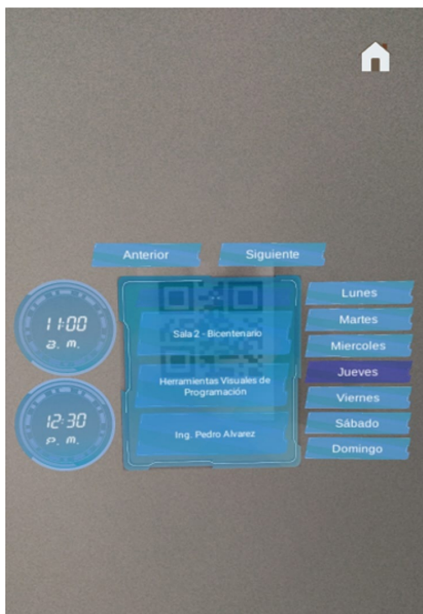 Anterior
Siguiente
11:00
a. m.
12:30
P. m.
Sala 2 - Bicentenario
Herramientas Visuales de
Programación
Ing. Pedro Alvarez
Lunes
Martes
Miercoles
Jueves
Viernes
Sábado
Domingo